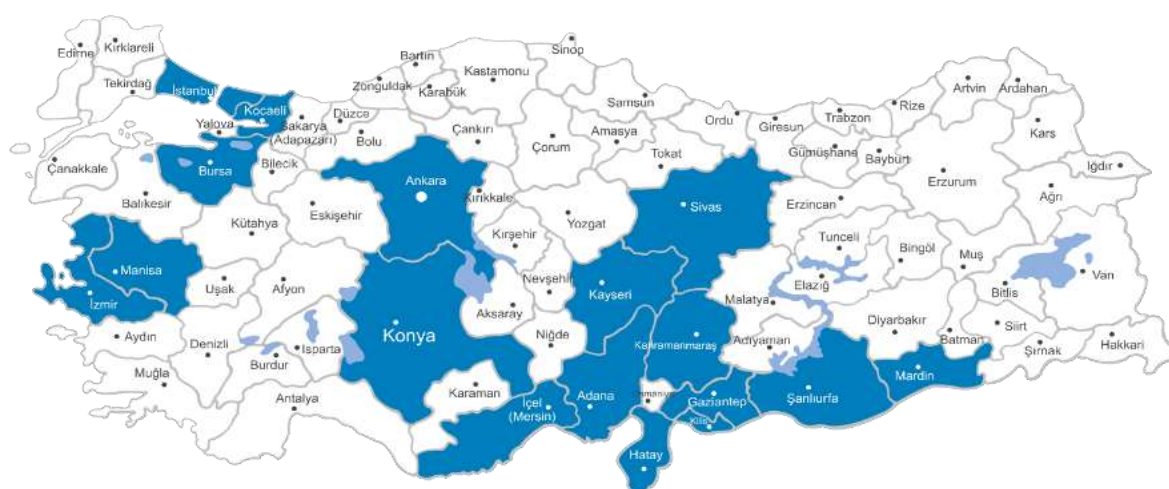 Edirne
Kırklareli
Tekirdağ
İstanbul
Kocaeli
Yalova
Sakarya
(Adapazarı)
Düzce
Bolu
Zonguldak
Bartın
Karabük
Kastamonu
Sinop
Çankırı
Çorum
Samsun
Amasya
Tokat
Ordu
Giresun
Trabzon
Gümüşhane
Bayburt
Rize
Artvin
Ardahan
Kars
Iğdır
Ağrı
Erzurum
Erzincan
Çanakkale
Balıkesir
Bursa
Bilecik
Kütahya
Eskişehir
Ankara
Kırıkkale
Kırşehir
Yozgat
Sivas
Tunceli
Bingöl
Muş
Van
Bitlis
Elazığ
Malatya
Manisa
İzmir
Uşak
Afyon
Konya
Aksaray
Nevşehir
Kayseri
Niğde
Kahramanmaraş
Adıyaman
Diyarbakır
Batman
Siirt
Şırnak
Hakkari
Aydın
Denizli
Muğla
Burdur
Isparta
Antalya
Karaman
İçel
(Mersin)
Adana
Osmaniye
Gaziantep
Kilis
Hatay
Şanlıurfa
Mardin